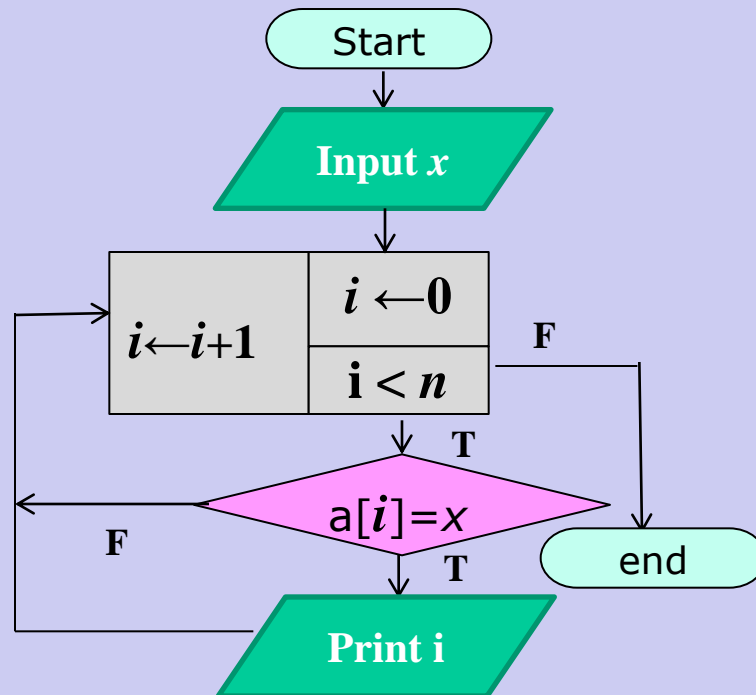 Start
Input x
i ←0
i←i+1
i < n
F
T
a[i]=x
F
T
end
Print i